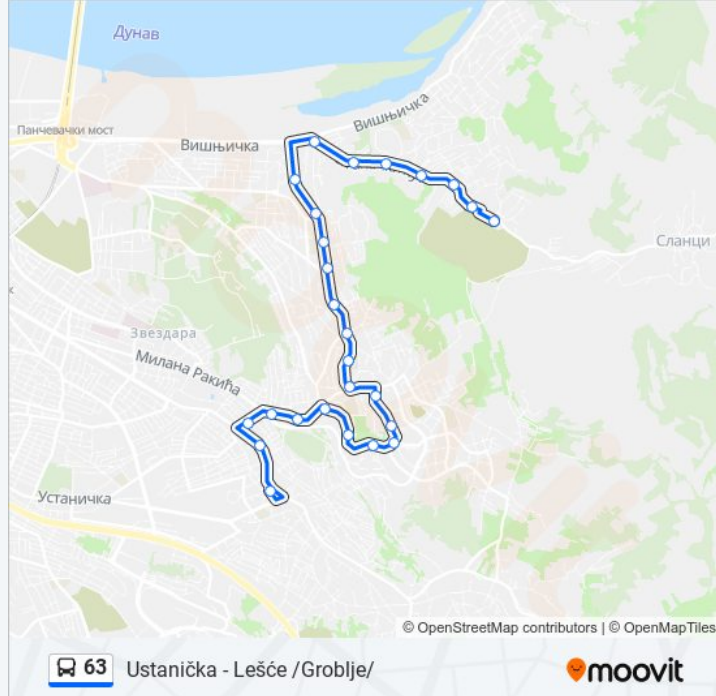 Дунав
Панчевачки мост
Вишњичка
Вишњичка
Сланци
Звездара
Милана Ракића
Устаничка
© OpenStreetMap contributors | © OpenMapTiles
63 Ustanička - Lešće /Groblje/
moovit